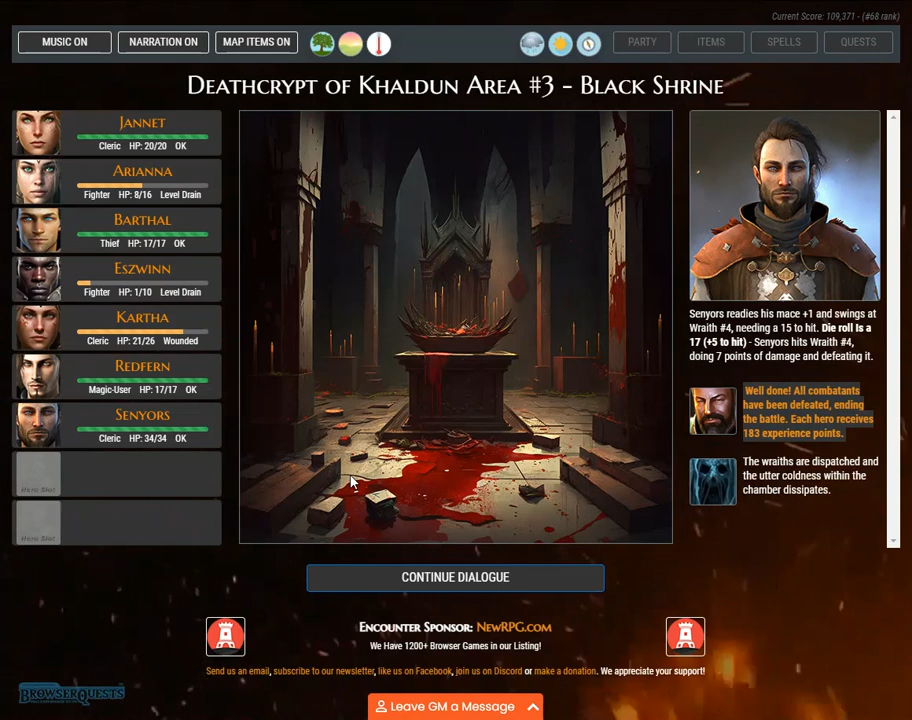 Current Score: 109,371 - (#68 rank)
MUSIC ON
NARRATION ON
MAP ITEMS ON
PARTY
ITEMS
SPELLS
QUESTS
Deathcrypt of Khaldun Area #3 - Black Shrine
Jannet
Cleric HP: 20/20 OK
Arianna
Fighter HP: 8/16 Level Drain
Barthal
Thief HP: 17/17 OK
Eszwinn
Fighter HP: 1/10 Level Drain
Kartha
Cleric HP: 21/26 Wounded
Redfern
Magic-User HP: 17/17 OK
Senyors
Cleric HP: 34/34 OK
Hero Slot
Hero Slot
Senyors readies his mace +1 and swings at
Wraith #4, needing a 15 to hit. Die roll Is a
17 (+5 to hit) - Senyors hits Wraith #4,
doing 7 points of damage and defeating it.
Well done! All combatants
have been defeated, ending
the battle. Each hero receives
183 experience points.
The wraiths are dispatched and
the utter coldness within the
chamber dissipates.
CONTINUE DIALOGUE
Encounter Sponsor: NewRPG.com
We Have 1200+ Browser Games in our Listing!
Send us an email, subscribe to our newsletter, like us on Facebook, join us on Discord or make a donation. We appreciate your support!
BrowserQuests
Leave GM a Message